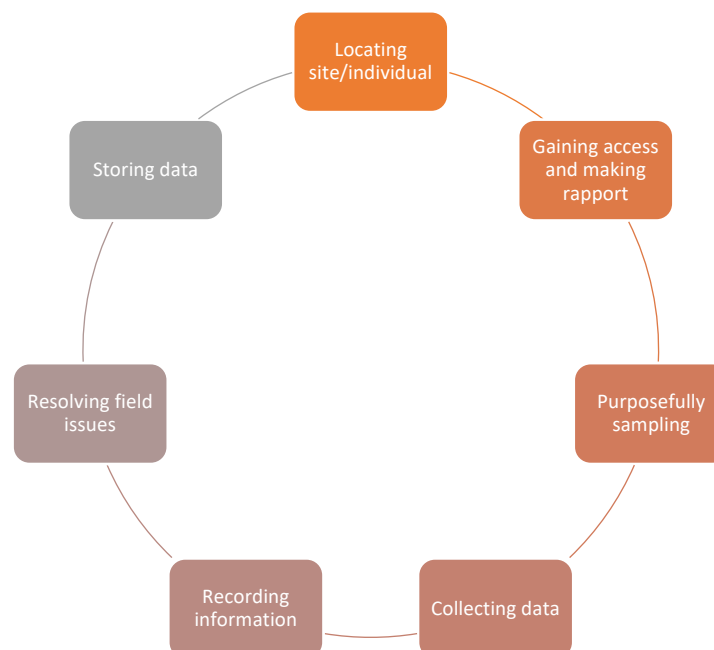 Locating
site/individual
Gaining access
and making
rapport
Purposefully
sampling
Collecting data
Recording
information
Resolving field
issues
Storing data